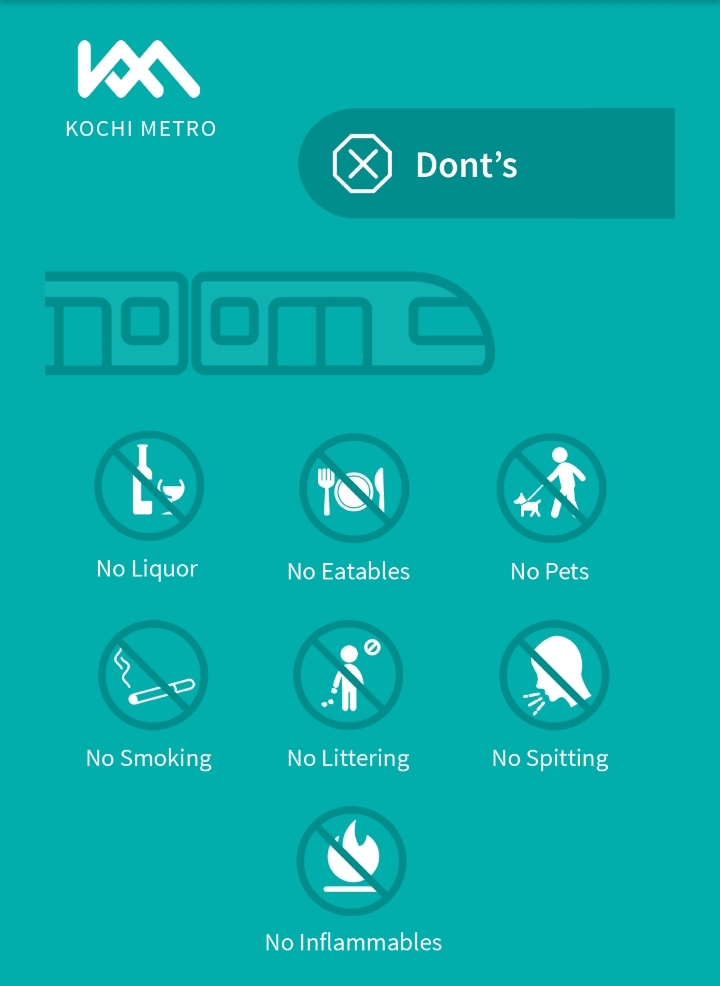 KOCHI METRO
Dont’s
No Liquor
No Eatables
No Pets
No Smoking
No Littering
No Spitting
No Inflammables